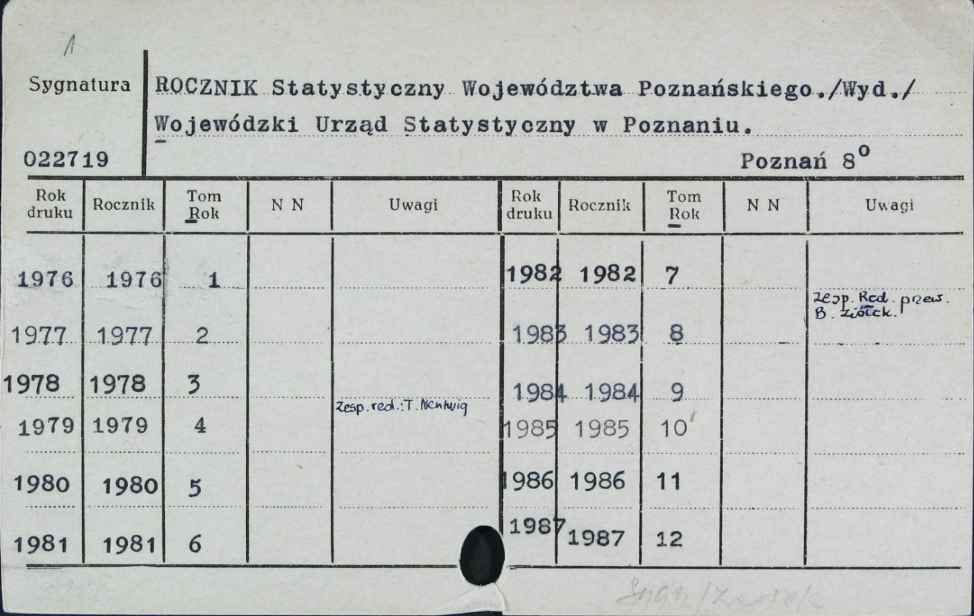 1
Sygnatura
ROCZNIK Statystyczny Województwa Poznańskiego./Wyd./
Wojewódzki Urząd Statystyczny w Poznaniu.
022719
Poznań 8°
Rok druku Rocznik Tom Rok N N Uwagi Rok druku Rocznik Tom Rok N N Uwagi
1976 1976 1 1982 1982 7
Zesp. Red. przew.
B. Ziółek.
1977 1977 2 1983 1983 8
1978 1978 3 1984 1984 9
Zesp. red.: T. Nentwig
1979 1979 4 1985 1985 10
1980 1980 5 1986 1986 11
1981 1981 6 1987 1987 12